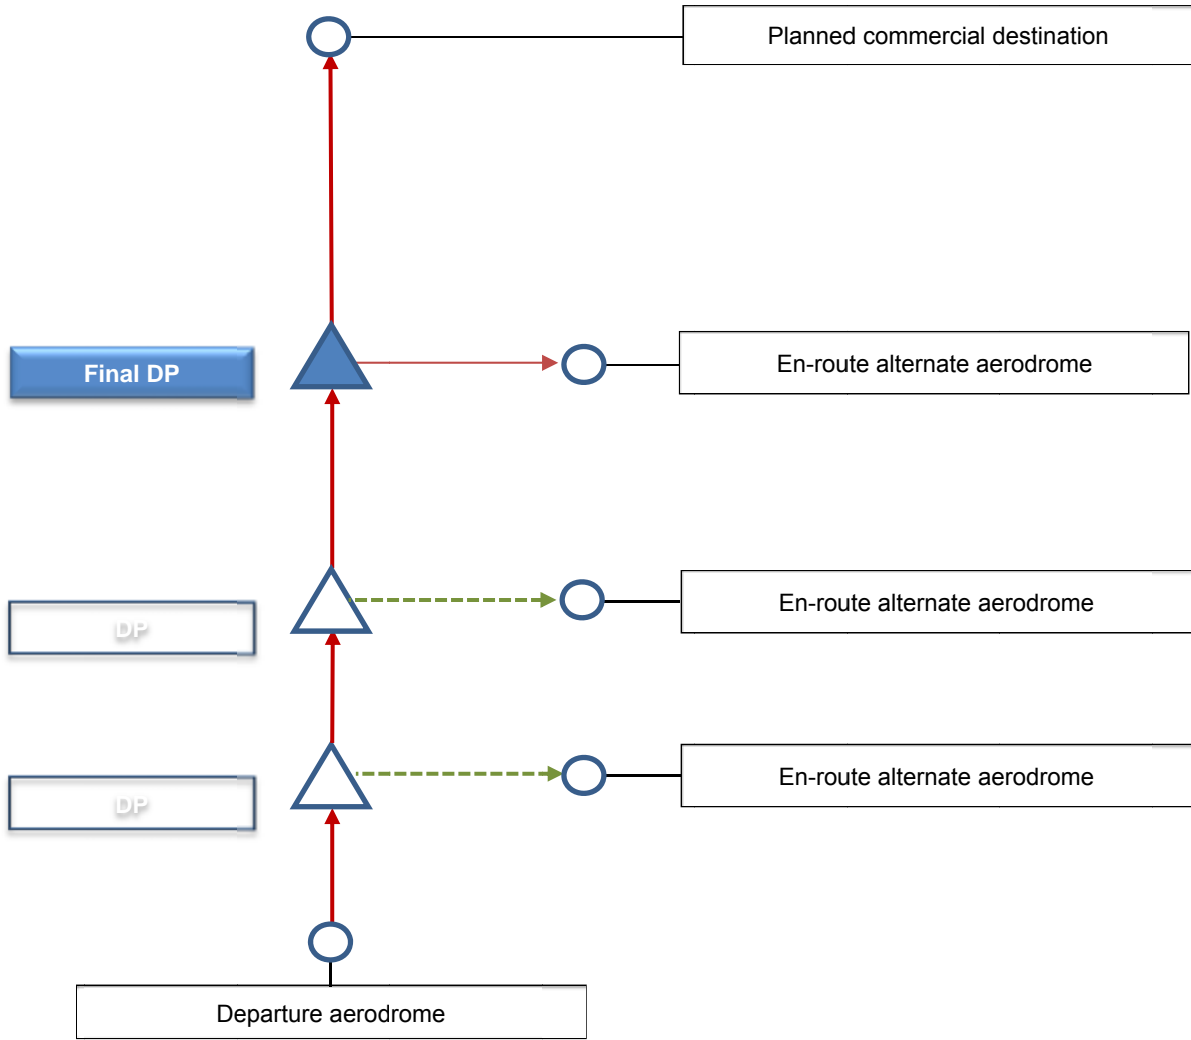 Planned commercial destination
Final DP
En-route alternate aerodrome
DP
En-route alternate aerodrome
DP
En-route alternate aerodrome
Departure aerodrome